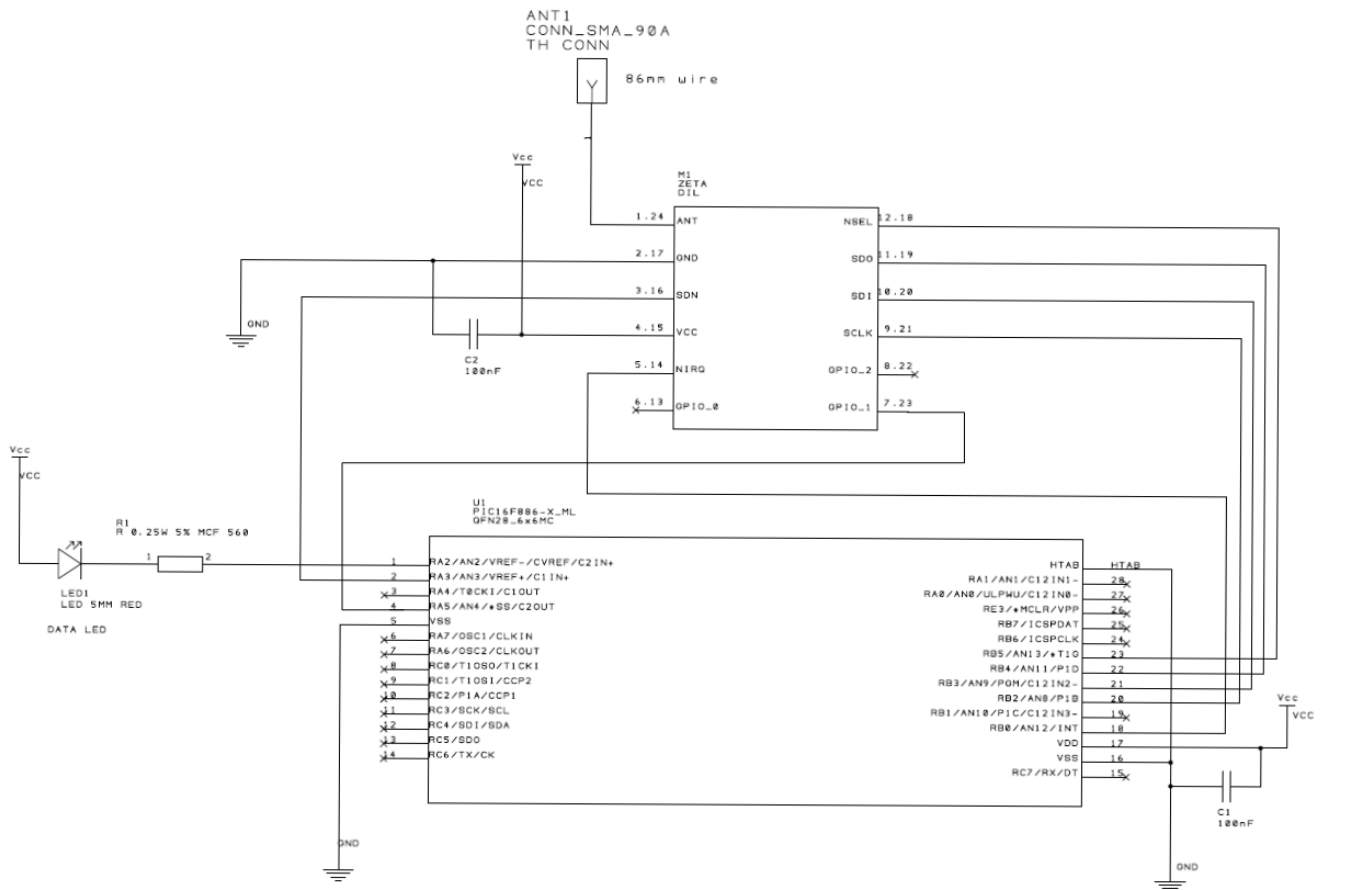 ANT1
CONN_SMA_90A
TH CONN
86mm wire
1
Vcc
VCC
M1
ZETA
DIL
1.24 ANT NSEL 12.18
2.17 GND SDO 11.19
3.16 SDN SDI 10.20
4.15 VCC SCLK 9.21
5.14 NIRQ GPIO_2 8.22
6.13 GPIO_0 GPIO_1 7.23
GND
C2
100nF
Vcc
VCC
R1
R 0.25W 5% MCF 560
1 2
LED1
LED 5MM RED
DATA LED
U1
PIC16F886-X_ML
QFN28_6x6MC
1 RA2/AN2/VREF-/CVREF/C2IN+
2 RA3/AN3/VREF+/C1IN+
3 RA4/T0CKI/C1OUT
4 RA5/AN4/*SS/C2OUT
5 VSS
6 RA7/OSC1/CLKIN
7 RA6/OSC2/CLKOUT
8 RC0/T1OSO/T1CKI
9 RC1/T1OSI/CCP2
10 RC2/P1A/CCP1
11 RC3/SCK/SCL
12 RC4/SDI/SDA
13 RC5/SDO
14 RC6/TX/CK
HTAB HTAB
RA1/AN1/C12IN1- 28
RA0/AN0/ULPWU/C12IN0- 27
RE3/*MCLR/VPP 26
RB7/ICSPDAT 25
RB6/ICSPCLK 24
RB5/AN13/*T1G 23
RB4/AN11/P1D 22
RB3/AN9/PGM/C12IN2- 21
RB2/AN8/P1B 20
RB1/AN10/P1C/C12IN3- 19
RB0/AN12/INT 18
VDD 17
VSS 16
RC7/RX/DT 15
Vcc
VCC
C1
100nF
GND
GND